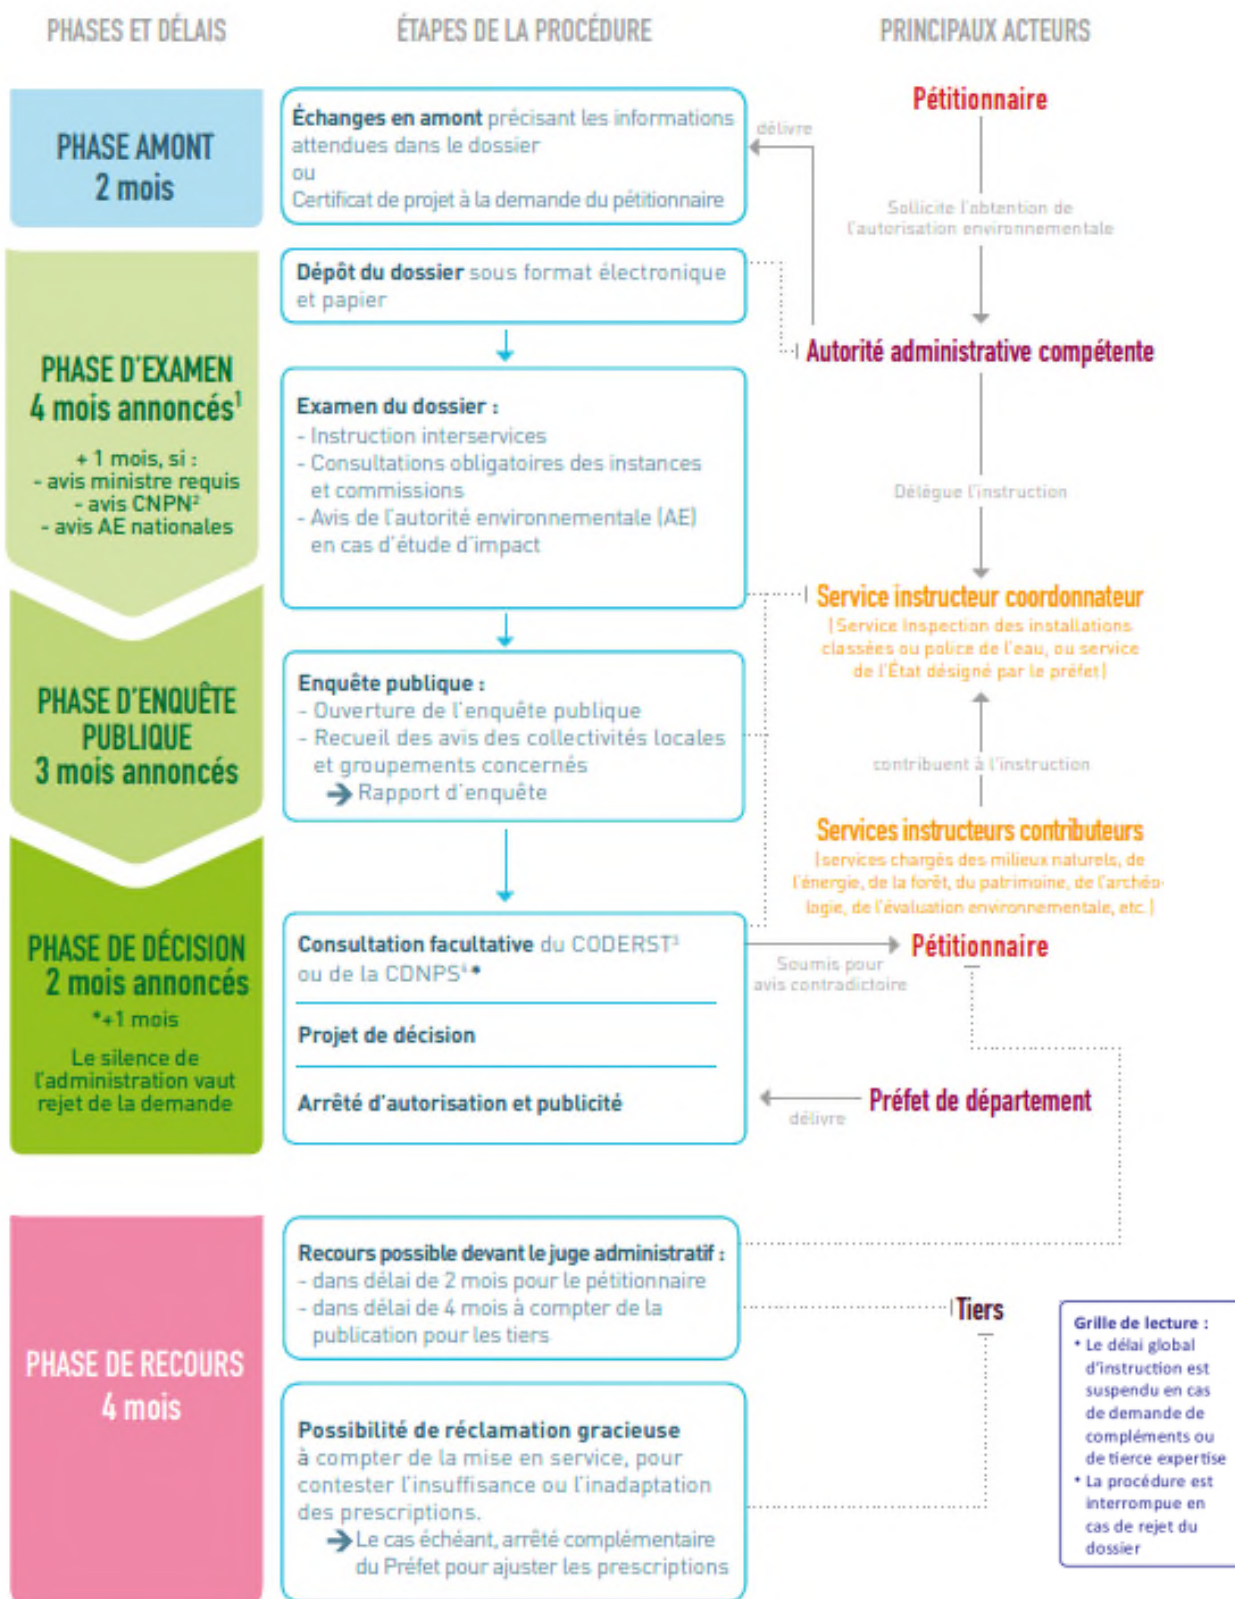 PHASES ET DÉLAIS
ÉTAPES DE LA PROCÉDURE
PRINCIPAUX ACTEURS
PHASE AMONT
2 mois
Échanges en amont précisant les informations
attendues dans le dossier
ou
Certificat de projet à la demande du pétitionnaire
délivre
Pétitionnaire
Sollicite l'obtention de
l'autorisation environnementale
PHASE D'EXAMEN
4 mois annoncés¹
+ 1 mois, si :
- avis ministre requis
- avis CNPN²
- avis AE nationales
Dépôt du dossier sous format électronique
et papier
Autorité administrative compétente
Examen du dossier :
- Instruction interservices
- Consultations obligatoires des instances
et commissions
- Avis de l'autorité environnementale (AE)
en cas d'étude d'impact
Délègue l'instruction
Service instructeur coordonnateur
(Service Inspection des installations
classées ou police de l'eau, ou service
de l'État désigné par le préfet)
PHASE D'ENQUÊTE
PUBLIQUE
3 mois annoncés
Enquête publique :
- Ouverture de l'enquête publique
- Recueil des avis des collectivités locales
et groupements concernés
➔ Rapport d'enquête
contribuent à l'instruction
Services instructeurs contributeurs
(services chargés des milieux naturels, de
l'énergie, de la forêt, du patrimoine, de l'archéo-
logie, de l'évaluation environnementale, etc.)
PHASE DE DÉCISION
2 mois annoncés
*+1 mois
Le silence de
l'administration vaut
rejet de la demande
Consultation facultative du CODERST³
ou de la CDNPS⁴*
Projet de décision
Arrêté d'autorisation et publicité
Soumis pour
avis contradictoire
Pétitionnaire
délivre
Préfet de département
PHASE DE RECOURS
4 mois
Recours possible devant le juge administratif :
- dans délai de 2 mois pour le pétitionnaire
- dans délai de 4 mois à compter de la
publication pour les tiers
Tiers
Possibilité de réclamation gracieuse
à compter de la mise en service, pour
contester l'insuffisance ou l'inadaptation
des prescriptions.
➔ Le cas échéant, arrêté complémentaire
du Préfet pour ajuster les prescriptions
Grille de lecture :
* Le délai global
d'instruction est
suspendu en cas
de demande de
compléments ou
de tierce expertise
* La procédure est
interrompue en
cas de rejet du
dossier